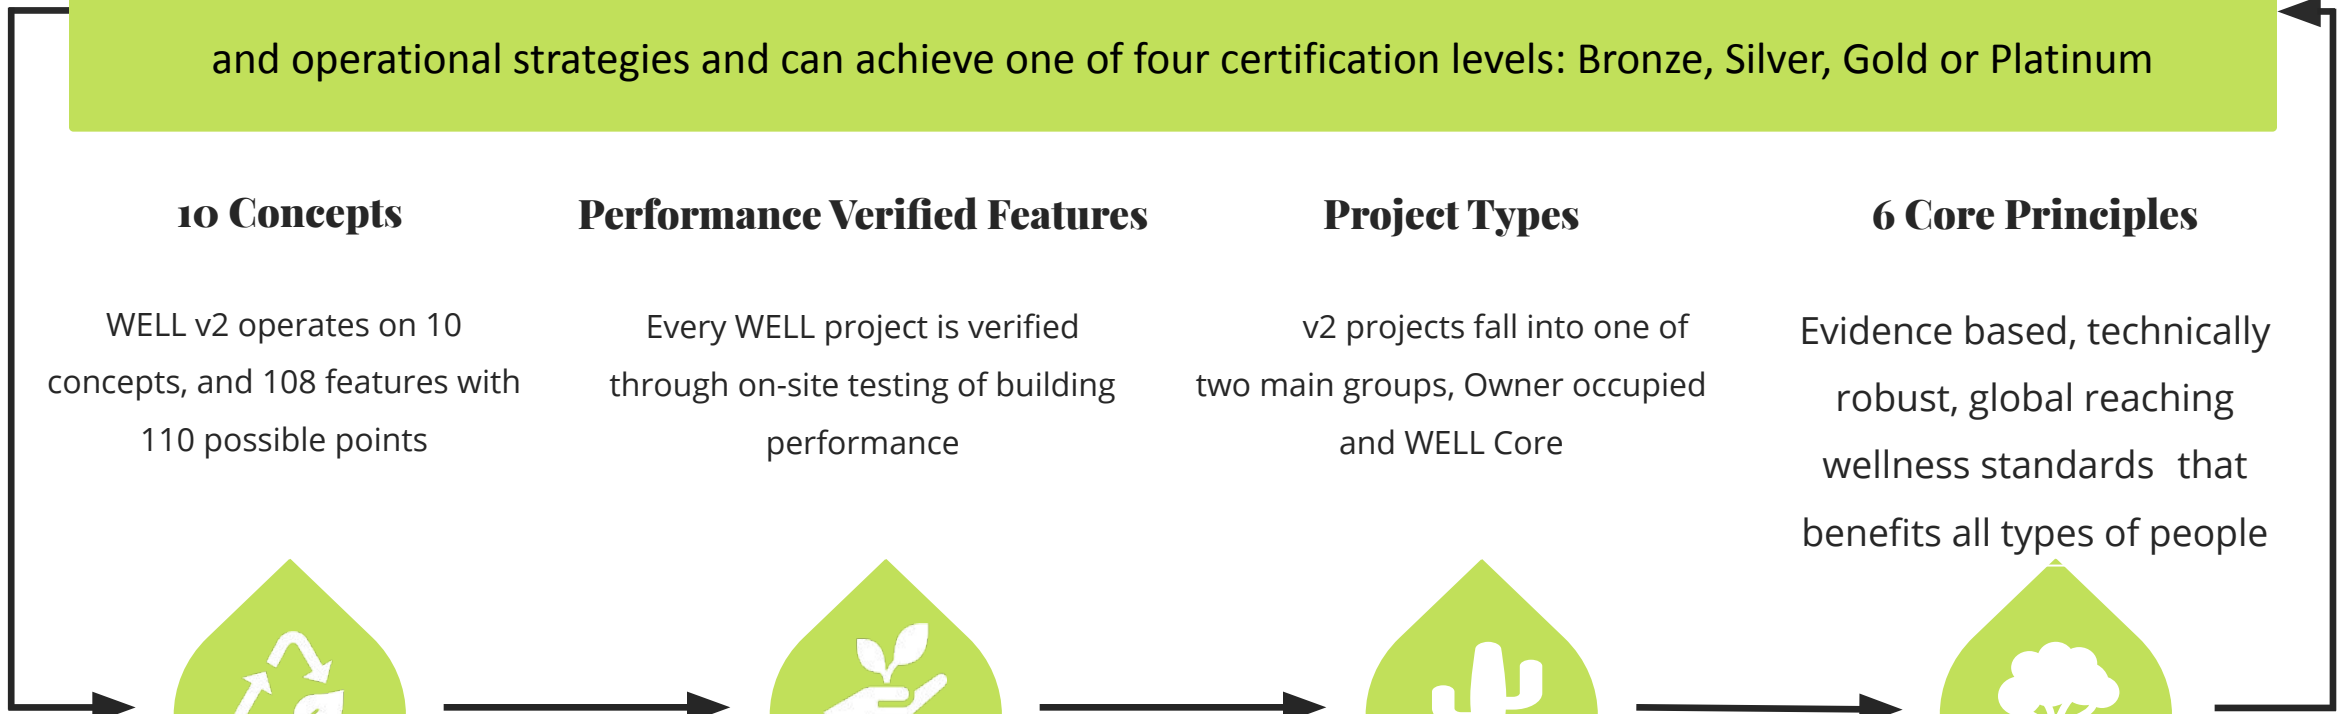 and operational strategies and can achieve one of four certification levels: Bronze, Silver, Gold or Platinum
10 Concepts
WELL v2 operates on 10
concepts, and 108 features with
110 possible points
Performance Verified Features
Every WELL project is verified
through on-site testing of building
performance
Project Types
v2 projects fall into one of
two main groups, Owner occupied
and WELL Core
6 Core Principles
Evidence based, technically
robust, global reaching
wellness standards that
benefits all types of people